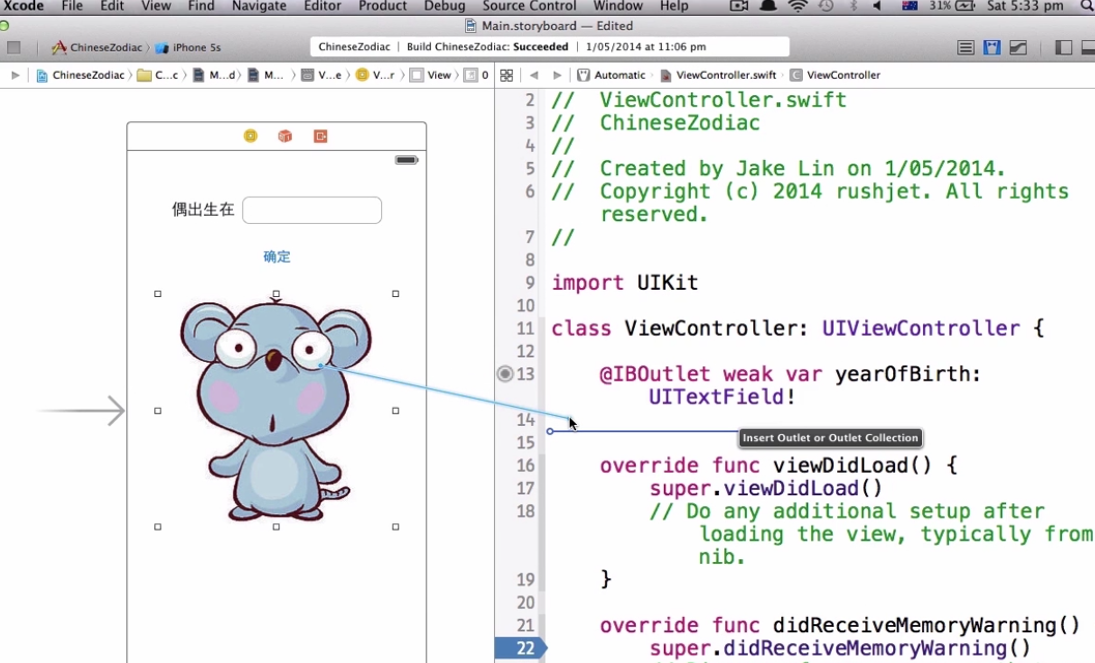 Xcode File Edit View Find Navigate Editor Product Debug Source Control Window Help 31% Sat 5:33 pm
Main.storyboard — Edited
ChineseZodiac iPhone 5s ChineseZodiac Build ChineseZodiac: Succeeded 1/05/2014 at 11:06 pm
ChineseZodiac C...c M...d M... V...e V...r View 0 Automatic ViewController.swift ViewController
2 // ViewController.swift
3 // ChineseZodiac
4 //
5 // Created by Jake Lin on 1/05/2014.
6 // Copyright (c) 2014 rushjet. All rights
reserved.
7 //
8
9 import UIKit
10
11 class ViewController: UIViewController {
12
13 @IBOutlet weak var yearOfBirth:
UITextField!
14
15
Insert Outlet or Outlet Collection
16 override func viewDidLoad() {
17 super.viewDidLoad()
18 // Do any additional setup after
loading the view, typically from
nib.
19 }
20
21 override func didReceiveMemoryWarning()
22 super.didReceiveMemoryWarning()
偶出生在
确定